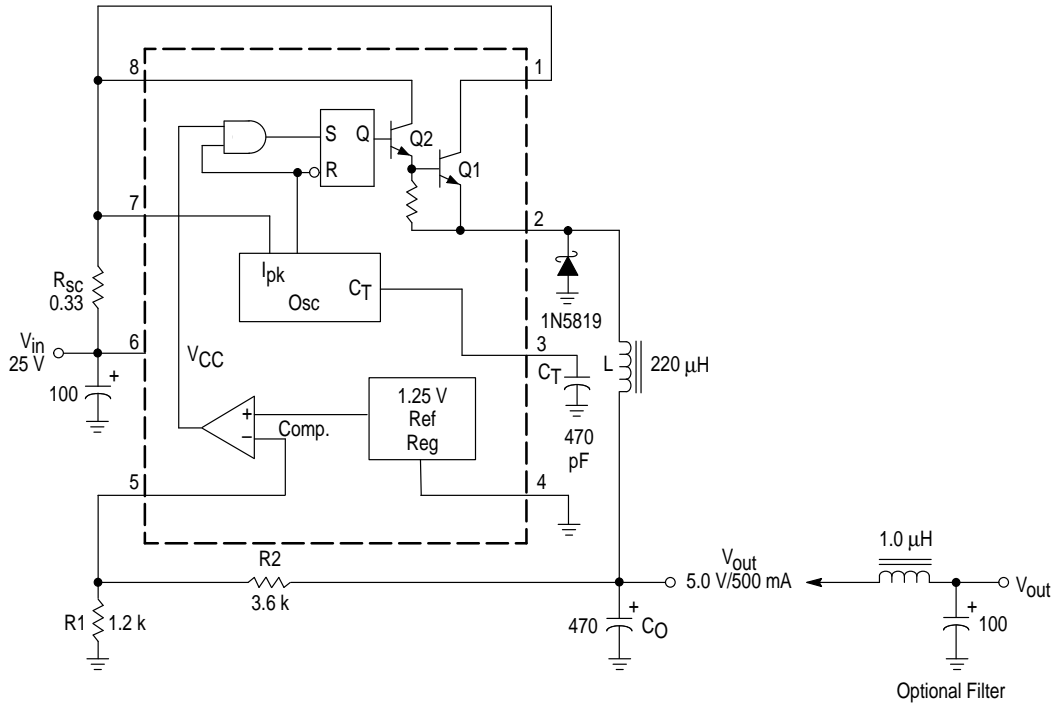 8
1
S
Q
Q2
R
Q1
7
2
Ipk
CT
Osc
Rsc
0.33
1N5819
Vin
25 V
6
VCC
3
CT
L
220 µH
100
+
+
−
Comp.
1.25 V
Ref
Reg
470
pF
5
4
R2
3.6 k
1.0 µH
Vout
5.0 V/500 mA
Vout
R1
1.2 k
470
+
CO
+
100
Optional Filter